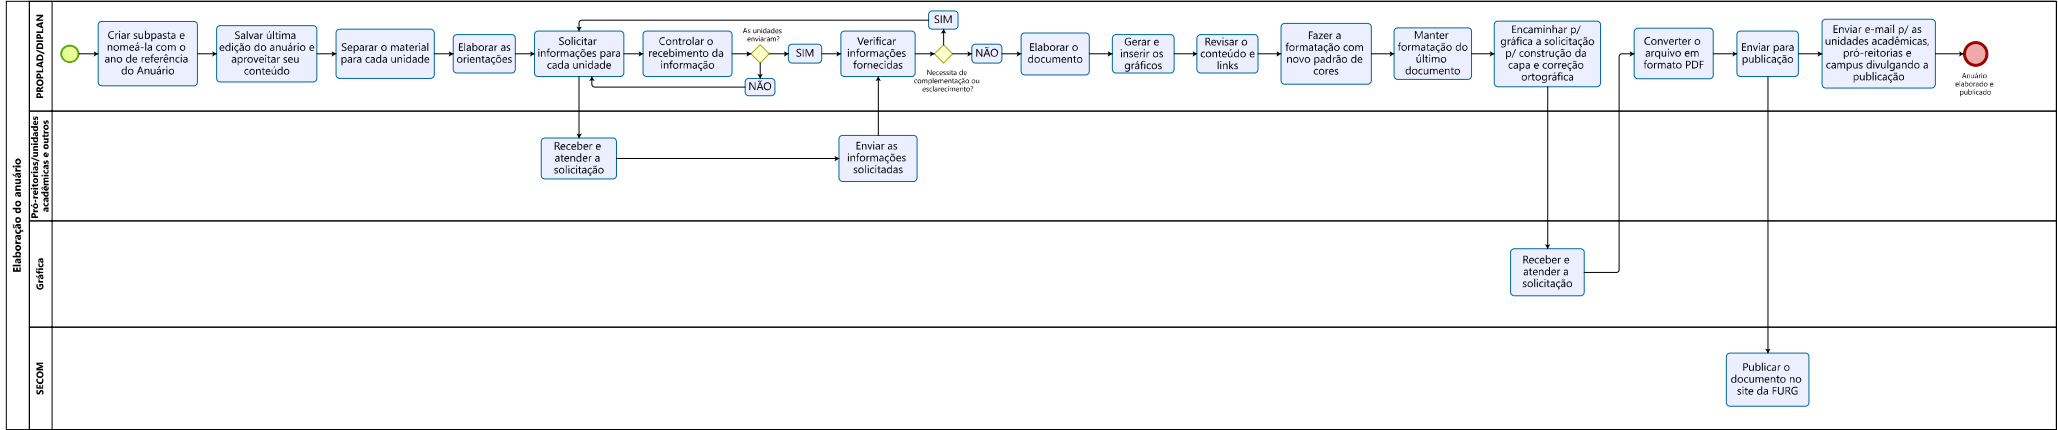 Elaboração do anuário
PROPLAD/DIPLAN
Criar subpasta e
nomeá-la com o
ano de referência
do Anuário
Salvar última
edição do anuário e
aproveitar seu
conteúdo
Separar o material
para cada unidade
Elaborar as
orientações
Solicitar
informações para
cada unidade
Controlar o
recebimento da
informação
As unidades
enviaram?
SIM
NÃO
Verificar
informações
fornecidas
SIM
Necessita de
complementação ou
esclarecimento?
NÃO
Elaborar o
documento
Gerar e
inserir os
gráficos
Revisar o
conteúdo e
links
Fazer a
formatação com
novo padrão de
cores
Manter
formatação do
último
documento
Encaminhar p/
gráfica a solicitação
p/ construção da
capa e correção
ortográfica
Converter o
arquivo em
formato PDF
Enviar para
publicação
Enviar e-mail p/ as
unidades acadêmicas,
pró-reitorias e
campus divulgando a
publicação
Anuário
elaborado e
publicado
Pró-reitorias/unidades
acadêmicas e outros
Receber e
atender a
solicitação
Enviar as
informações
solicitadas
Gráfica
Receber e
atender a
solicitação
SECOM
Publicar o
documento no
site da FURG